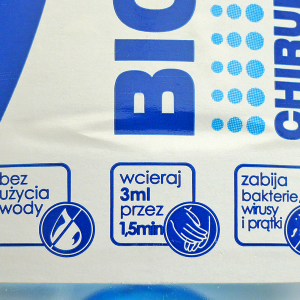 BIO
CHIRU
bez
użycia
wody
wcieraj
3ml
przez
1,5min
zabija
bakterie,
wirusy
i prątki